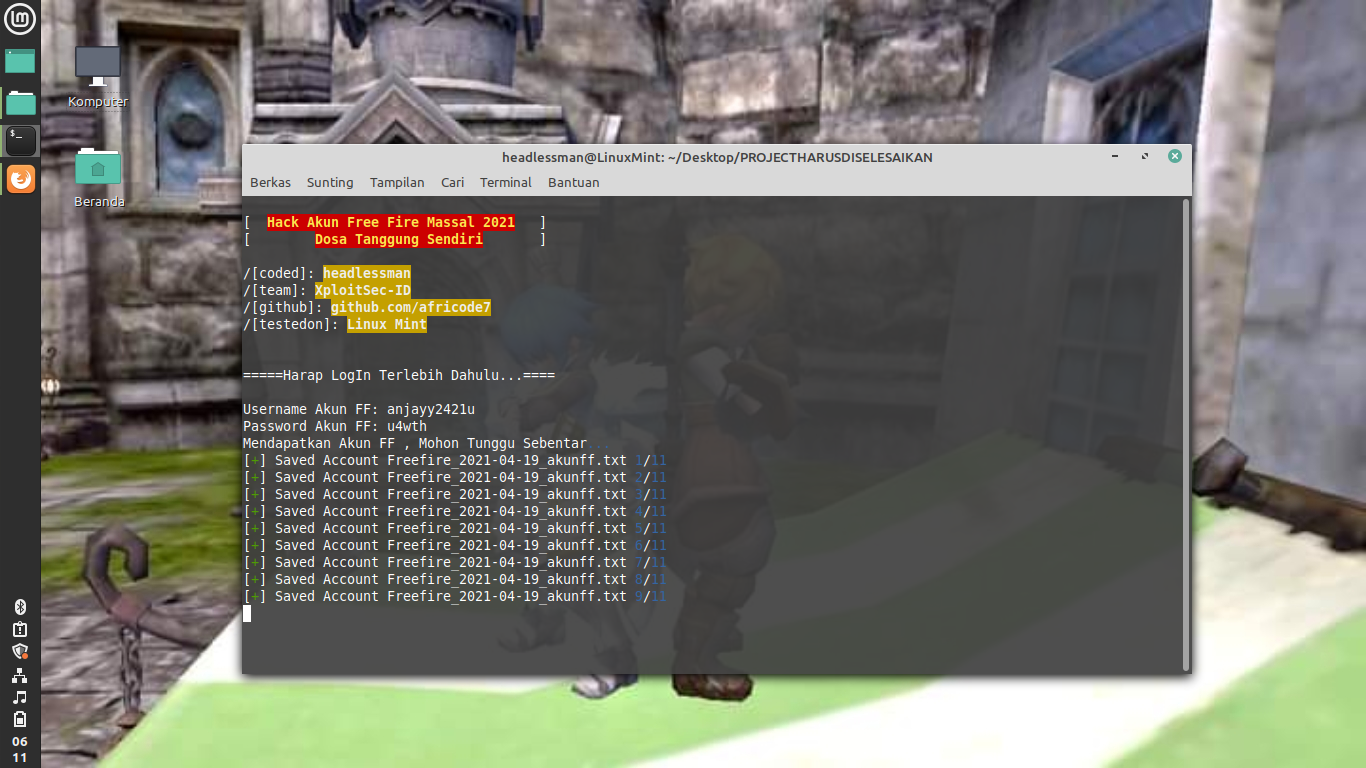 Komputer
Beranda
06
11
headlessman@LinuxMint: ~/Desktop/PROJECTHARUSDISELESAIKAN
Berkas Sunting Tampilan Cari Terminal Bantuan
[ Hack Akun Free Fire Massal 2021 ]
[ Dosa Tanggung Sendiri ]
/[coded]: headlessman
/[team]: XploitSec-ID
/[github]: github.com/africode7
/[testedon]: Linux Mint
=====Harap LogIn Terlebih Dahulu...====
Username Akun FF: anjayy2421u
Password Akun FF: u4wth
Mendapatkan Akun FF , Mohon Tunggu Sebentar...
[+] Saved Account Freefire_2021-04-19_akunff.txt 1/11
[+] Saved Account Freefire_2021-04-19_akunff.txt 2/11
[+] Saved Account Freefire_2021-04-19_akunff.txt 3/11
[+] Saved Account Freefire_2021-04-19_akunff.txt 4/11
[+] Saved Account Freefire_2021-04-19_akunff.txt 5/11
[+] Saved Account Freefire_2021-04-19_akunff.txt 6/11
[+] Saved Account Freefire_2021-04-19_akunff.txt 7/11
[+] Saved Account Freefire_2021-04-19_akunff.txt 8/11
[+] Saved Account Freefire_2021-04-19_akunff.txt 9/11